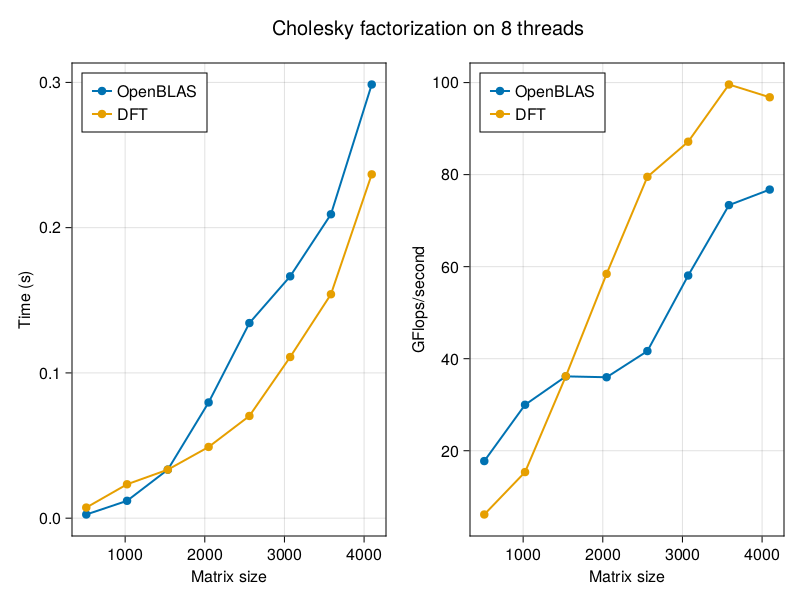 Cholesky factorization on 8 threads
OpenBLAS
DFT
0.3
0.2
0.1
0.0
1000 2000 3000 4000
Matrix size
Time (s)
OpenBLAS
DFT
100
80
60
40
20
1000 2000 3000 4000
Matrix size
GFlops/second